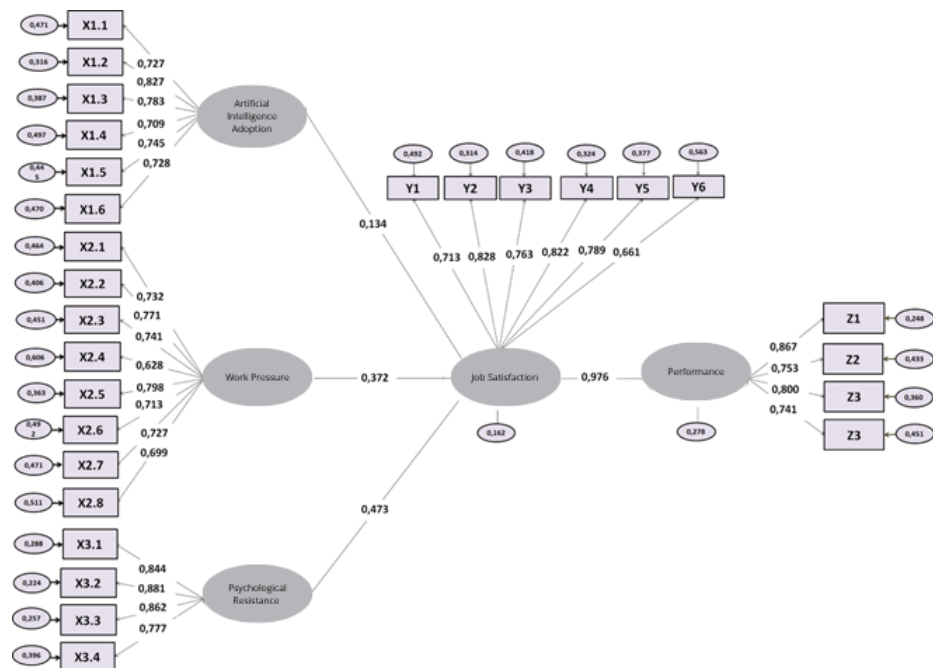 0,471
X1.1
0,316
X1.2
0,727
0,827
0,387
X1.3
0,783
0,497
X1.4
0,709
0,745
0,44
5
X1.5
0,728
0,470
X1.6
Artificial
Intelligence
Adoption
0,134
0,464
X2.1
0,406
X2.2
0,732
0,451
X2.3
0,771
0,741
0,606
X2.4
0,628
0,363
X2.5
0,798
0,713
0,49
2
X2.6
0,727
0,471
X2.7
0,699
0,511
X2.8
Work Pressure
0,372
0,288
X3.1
0,844
0,224
X3.2
0,881
0,862
0,257
X3.3
0,777
0,396
X3.4
Psychological
Resistance
0,473
0,492
0,314
0,418
0,324
0,377
0,563
Y1
Y2
Y3
Y4
Y5
Y6
0,713
0,828
0,763
0,822
0,789
0,661
Job Satisfaction
0,162
0,976
Performance
0,278
0,867
0,753
0,800
0,741
Z1
0,248
Z2
0,433
Z3
0,360
Z3
0,451